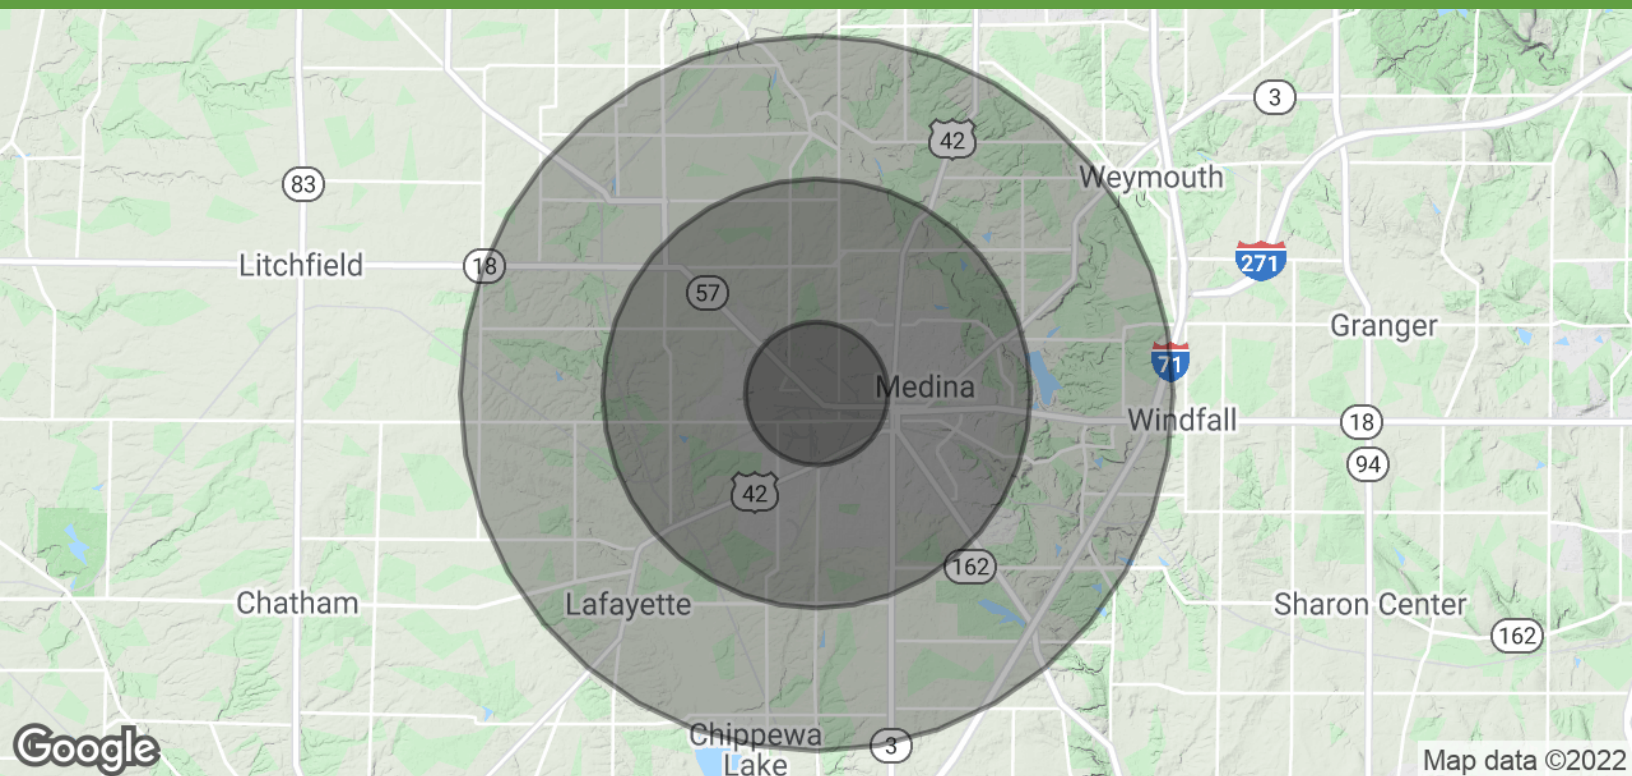 3
42
Weymouth
83
271
Litchfield
18
57
Granger
71
Medina
Windfall
18
94
42
162
Chatham
Lafayette
Sharon Center
162
Chippewa
Lake
3
Google
Map data ©2022